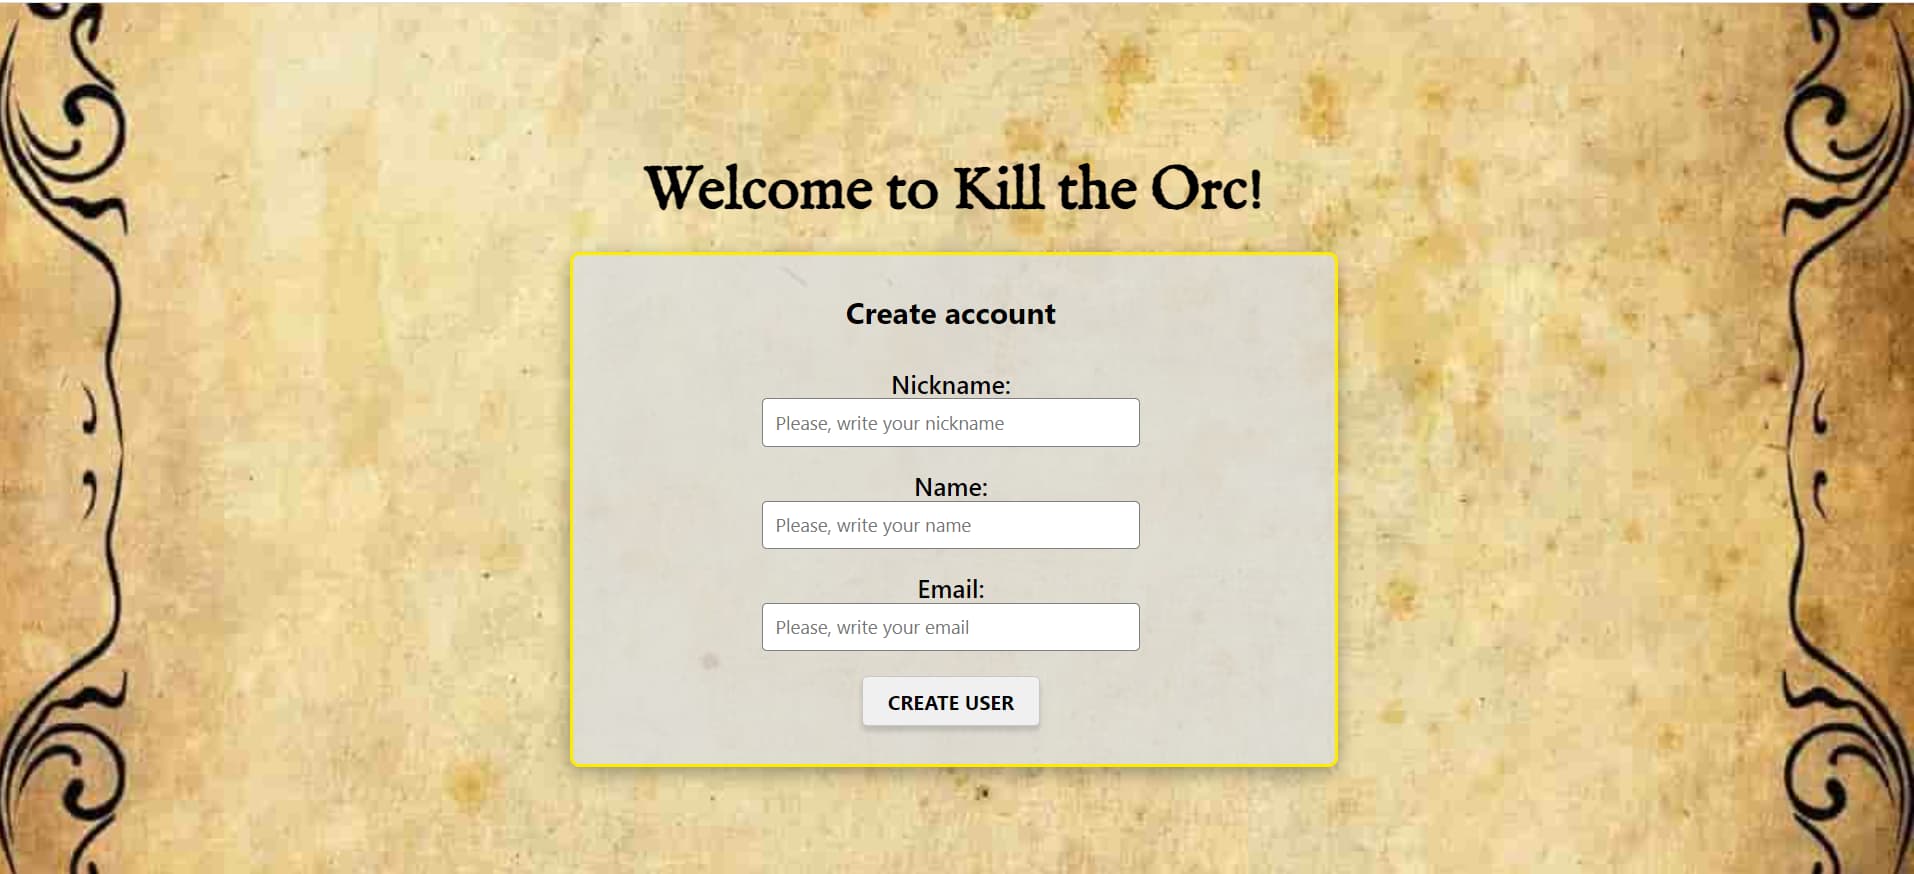 Welcome to Kill the Orc!
Create account
Nickname:
Please, write your nickname
Name:
Please, write your name
Email:
Please, write your email
CREATE USER